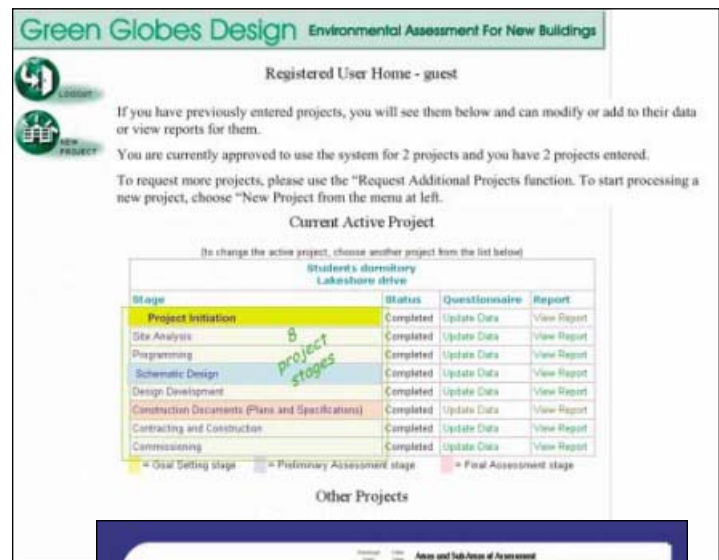 Green Globes Design Environmental Assessment For New Buildings
LOGOUT
NEW PROJECT
Registered User Home - guest
If you have previously entered projects, you will see them below and can modify or add to their data
or view reports for them.
You are currently approved to use the system for 2 projects and you have 2 projects entered.
To request more projects, please use the “Request Additional Projects function. To start processing a
new project, choose “New Project from the menu at left.
Current Active Project
(to change the active project, choose another project from the list below)
Students dormitory
Lakeshore drive
Stage Status Questionnaire Report
Project Initiation Completed Update Data View Report
Site Analysis Completed Update Data View Report
Programming Completed Update Data View Report
Schematic Design Completed Update Data View Report
Design Development Completed Update Data View Report
Construction Documents (Plans and Specifications) Completed Update Data View Report
Contracting and Construction Completed Update Data View Report
Commissioning Completed Update Data View Report
8
project
stages
= Goal Setting stage = Preliminary Assessment stage = Final Assessment stage
Other Projects
Areas and Sub-Areas of Assessment